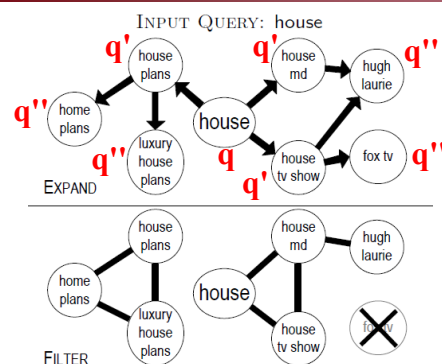 INPUT QUERY: house
q' house plans
q' house md
hugh laurie q''
q'' home plans
house
q
q'' luxury house plans
q' house tv show
fox tv q''
EXPAND
house plans
house md
hugh laurie
home plans
house
luxury house plans
house tv show
fox tv
FILTER